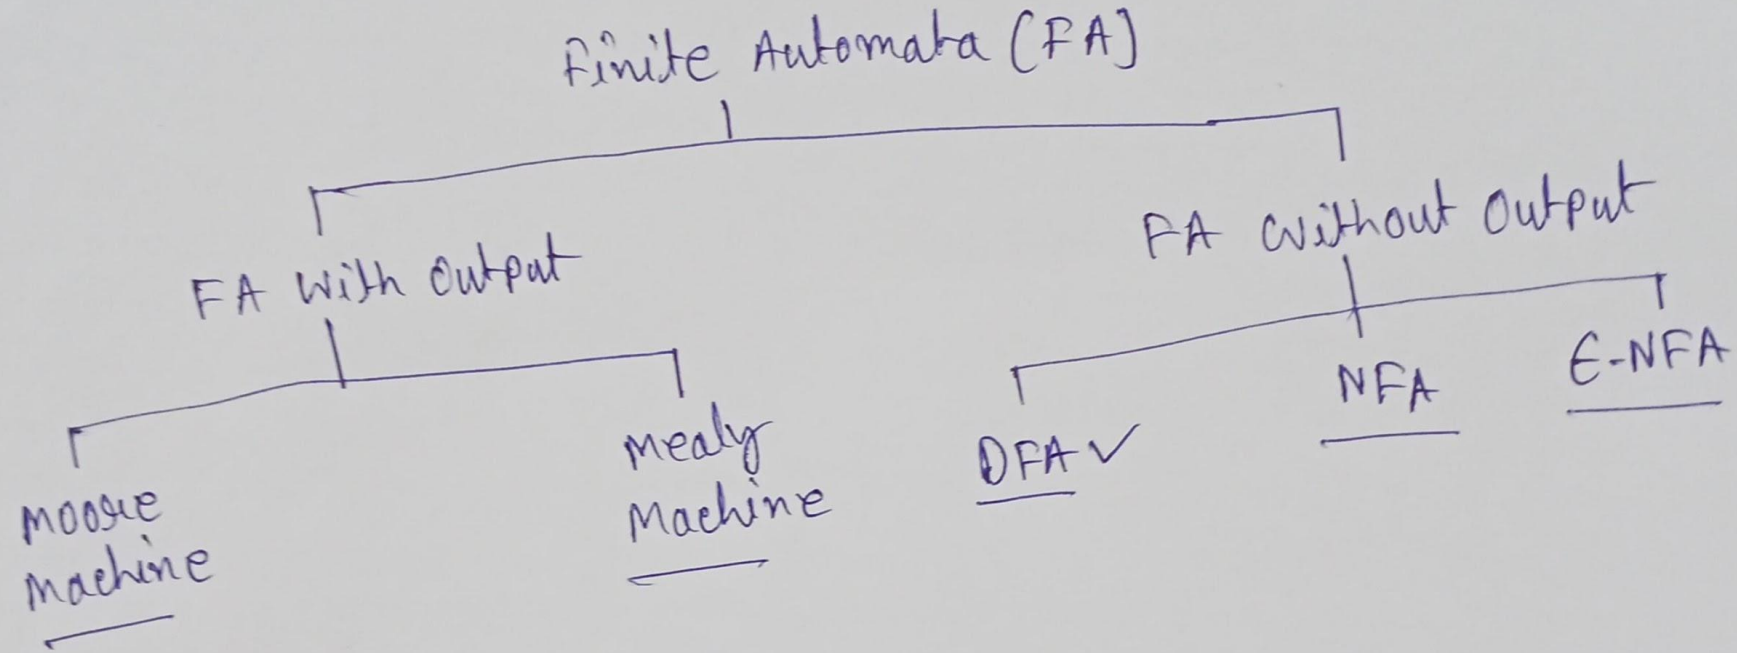 Finite Automata (FA)
FA with output
FA without output
Moore
Machine
Mealy
Machine
DFA ✓
NFA
ε-NFA